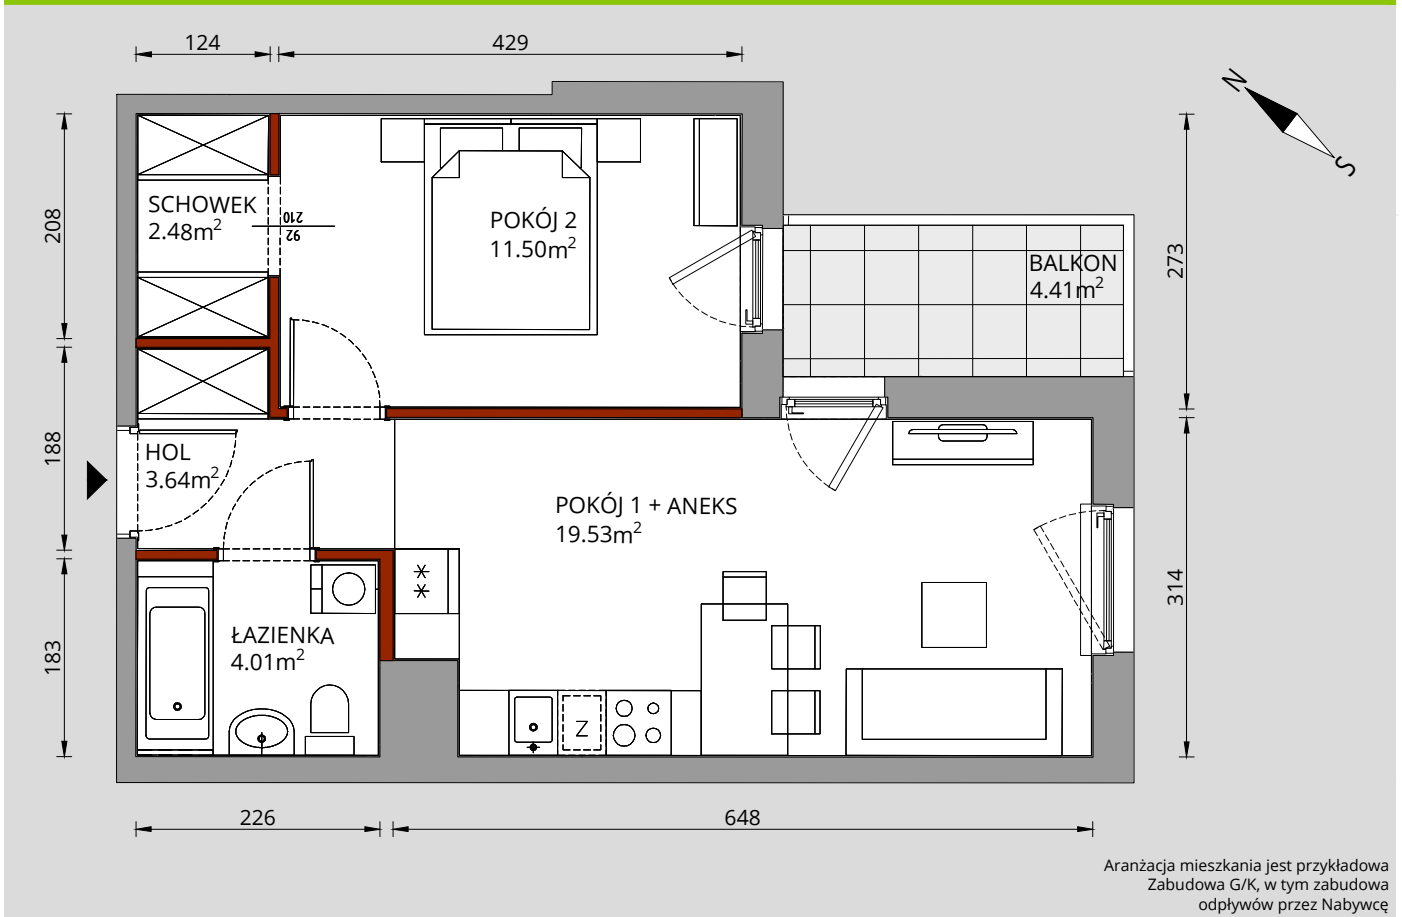 124
429
N
S
SCHOWEK
2.48m²
210
92
POKÓJ 2
11.50m²
208
273
BALKON
4.41m²
188
HOL
3.64m²
POKÓJ 1 + ANEKS
19.53m²
314
183
ŁAZIENKA
4.01m²
Z
226
648
Aranżacja mieszkania jest przykładowa
Zabudowa G/K, w tym zabudowa
odpływów przez Nabywcę